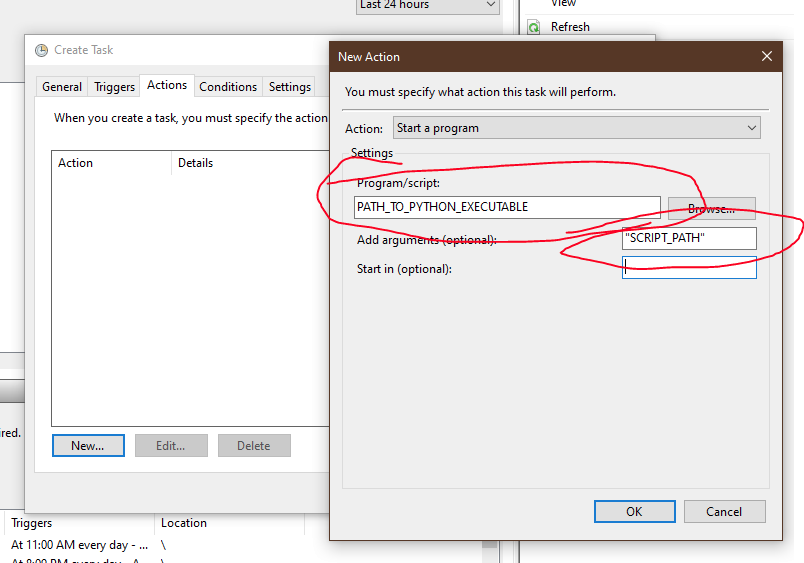 Last 24 hours
View
Refresh
Create Task
General Triggers Actions Conditions Settings
When you create a task, you must specify the action
Action Details
New... Edit... Delete
New Action
You must specify what action this task will perform.
Action: Start a program
Settings
Program/script:
PATH_TO_PYTHON_EXECUTABLE Browse...
Add arguments (optional): "SCRIPT_PATH"
Start in (optional):
OK Cancel
ired.
Triggers Location
At 11:00 AM every day - ... \
At 8:00 PM every day - A